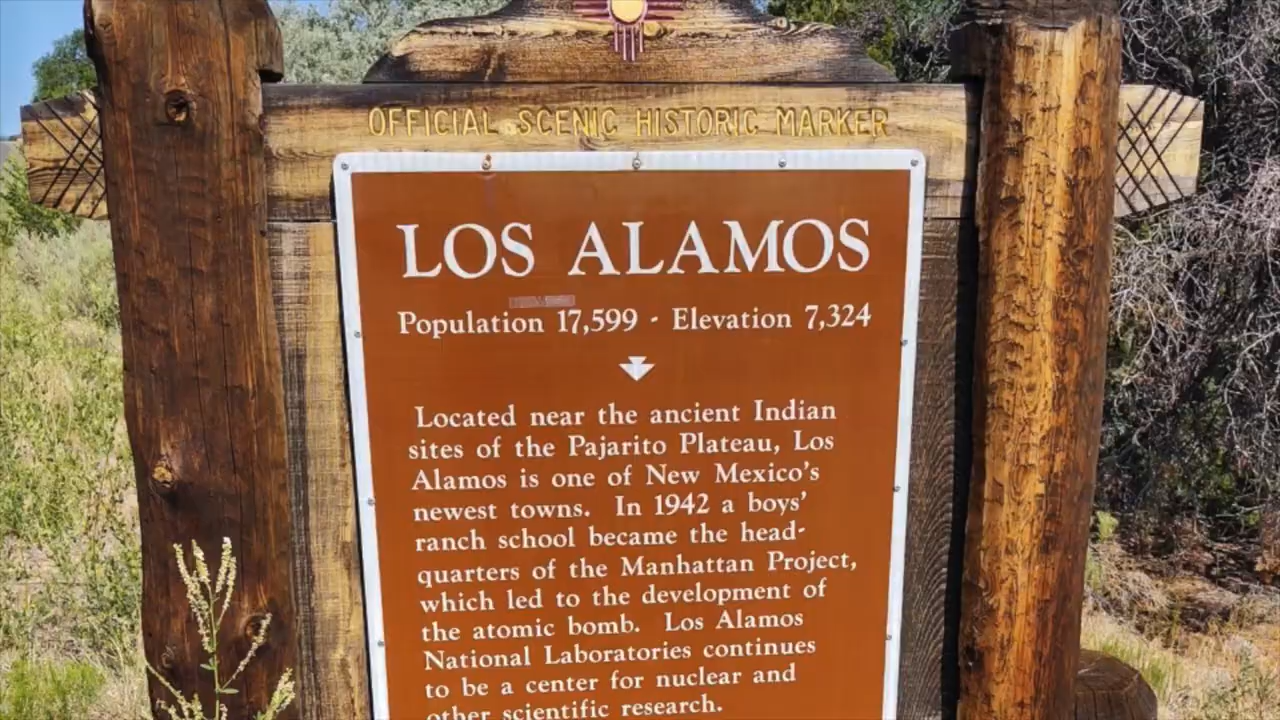 OFFICIAL SCENIC HISTORIC MARKER
LOS ALAMOS
Population 17,599 - Elevation 7,324
Located near the ancient Indian
sites of the Pajarito Plateau, Los
Alamos is one of New Mexico's
newest towns. In 1942 a boys'
ranch school became the head-
quarters of the Manhattan Project,
which led to the development of
the atomic bomb. Los Alamos
National Laboratories continues
to be a center for nuclear and
other scientific research.